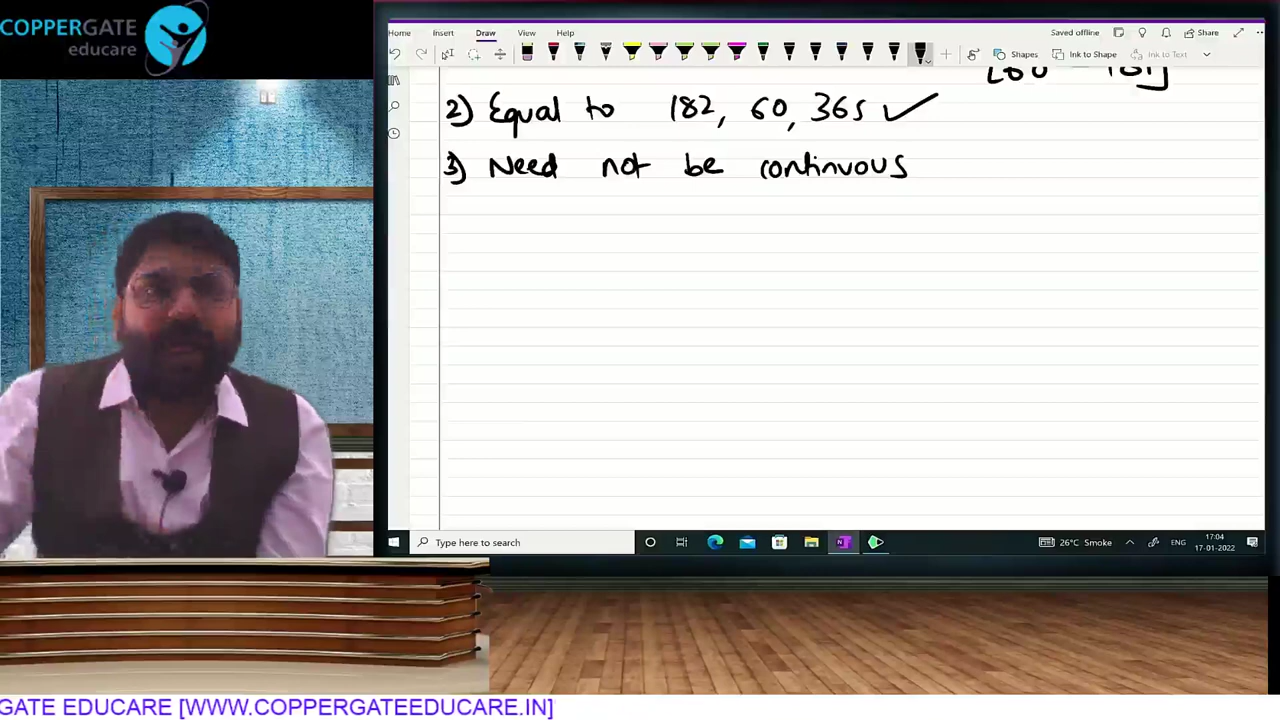 COPPERGATE
educare
Home Insert Draw View Help
Saved offline
Share
Shapes
Ink to Shape
Ink to Text
2) Equal to 182, 60, 365 ✓
3) Need not be continuous
Type here to search
26°C Smoke
ENG
17:04
17-01-2022
GATE EDUCARE [WWW.COPPERGATEEDUCARE.IN]